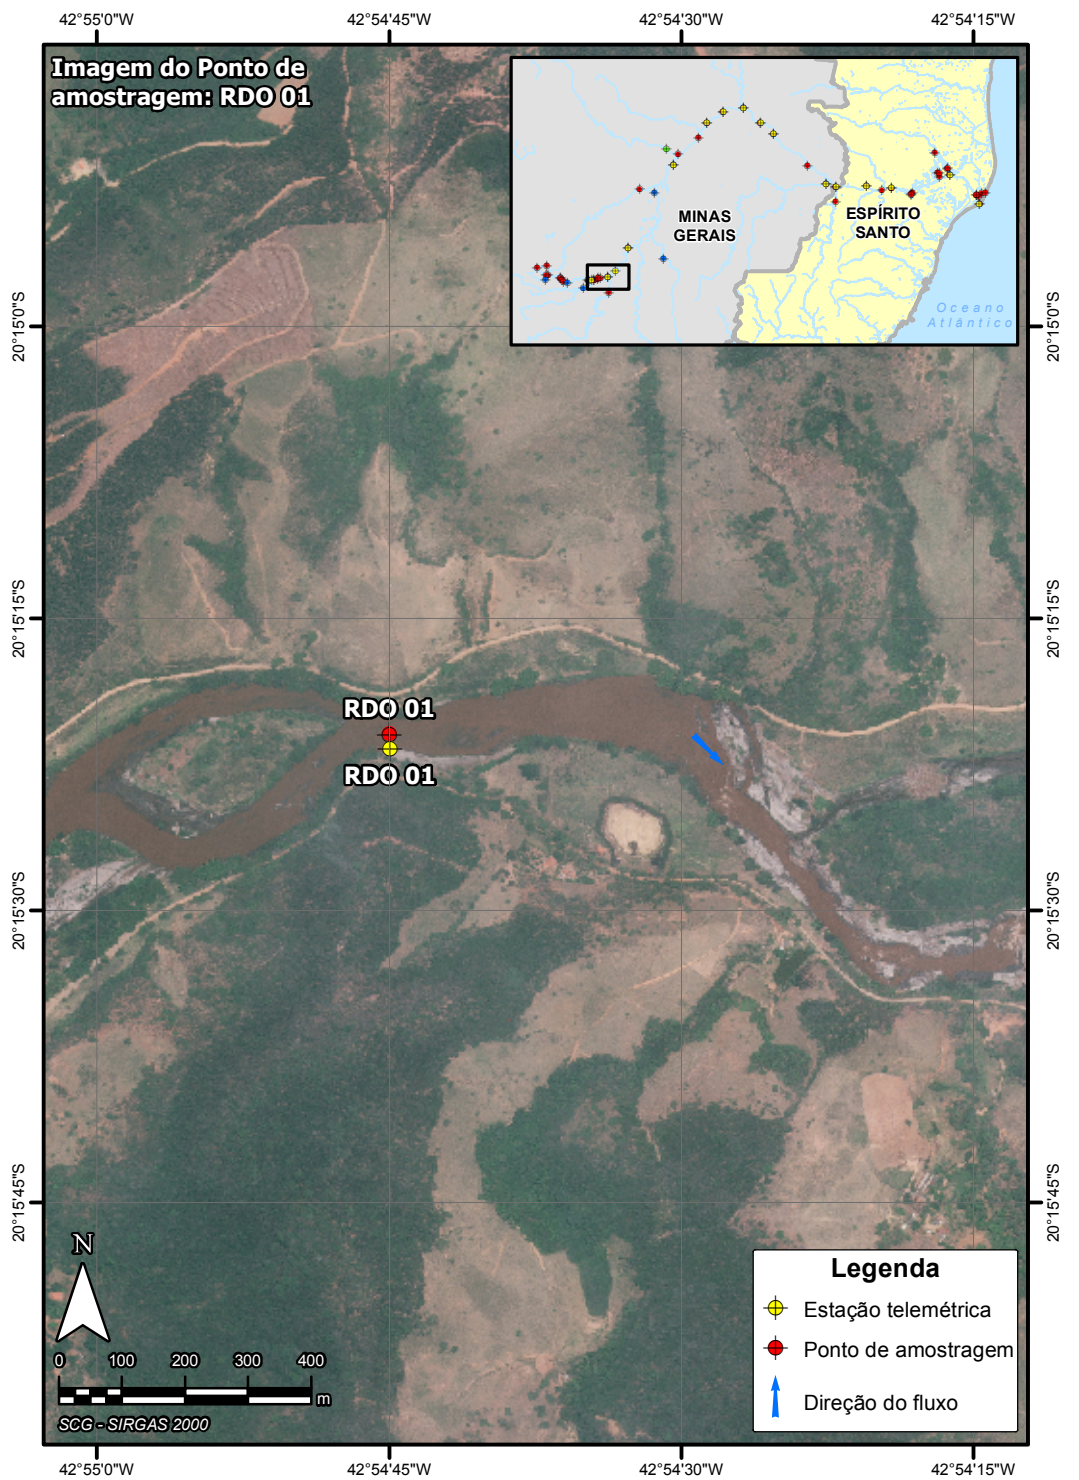 42°55'0"W
42°54'45"W
42°54'30"W
42°54'15"W
Imagem do Ponto de
amostragem: RDO 01
MINAS
GERAIS
ESPÍRITO
SANTO
Oceano
Atlântico
20°15'0"S
20°15'0"S
20°15'15"S
20°15'15"S
RDO 01
RDO 01
20°15'30"S
20°15'30"S
20°15'45"S
20°15'45"S
N
0 100 200 300 400
m
SCG - SIRGAS 2000
Legenda
Estação telemétrica
Ponto de amostragem
Direção do fluxo
42°55'0"W
42°54'45"W
42°54'30"W
42°54'15"W